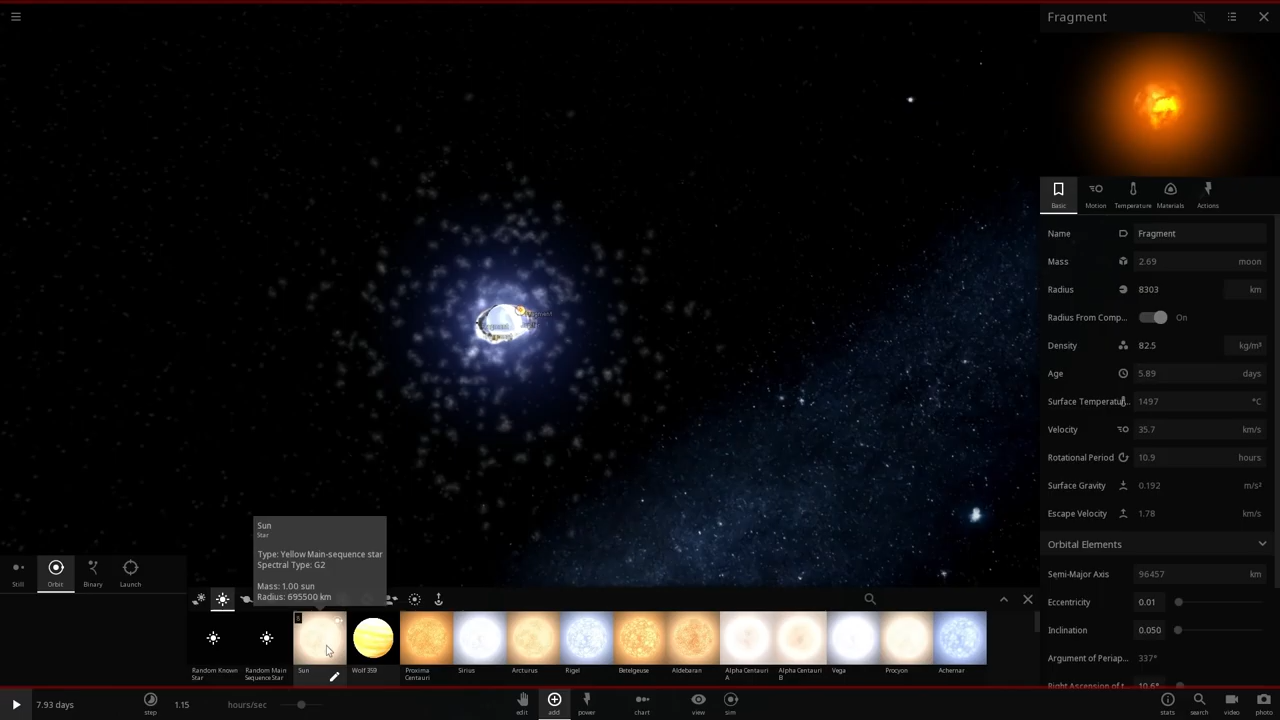 Fragment
Basic
Motion
Temperature
Materials
Actions
Name
Fragment
Mass
2.69
moon
Radius
8303
km
Radius From Comp...
On
Density
82.5
kg/m³
Age
5.89
days
Surface Temperatur...
1497
°C
Velocity
35.7
km/s
Rotational Period
10.9
hours
Surface Gravity
0.192
m/s²
Escape Velocity
1.78
km/s
Orbital Elements
Semi-Major Axis
96457
km
Eccentricity
0.01
Inclination
0.050
Argument of Periap...
337°
Fragment
Sun
Star
Type: Yellow Main-sequence star
Spectral Type: G2
Mass: 1.00 sun
Radius: 695500 km
Still
Orbit
Binary
Launch
Random Known
Star
Random Main
Sequence Star
Sun
Wolf 359
Proxima
Centauri
Sirius
Arcturus
Rigel
Betelgeuse
Aldebaran
Alpha Centauri
A
Alpha Centauri
B
Vega
Procyon
Achernar
7.93 days
step
1.15
hours/sec
edit
add
power
chart
view
sim
stats
search
video
photo